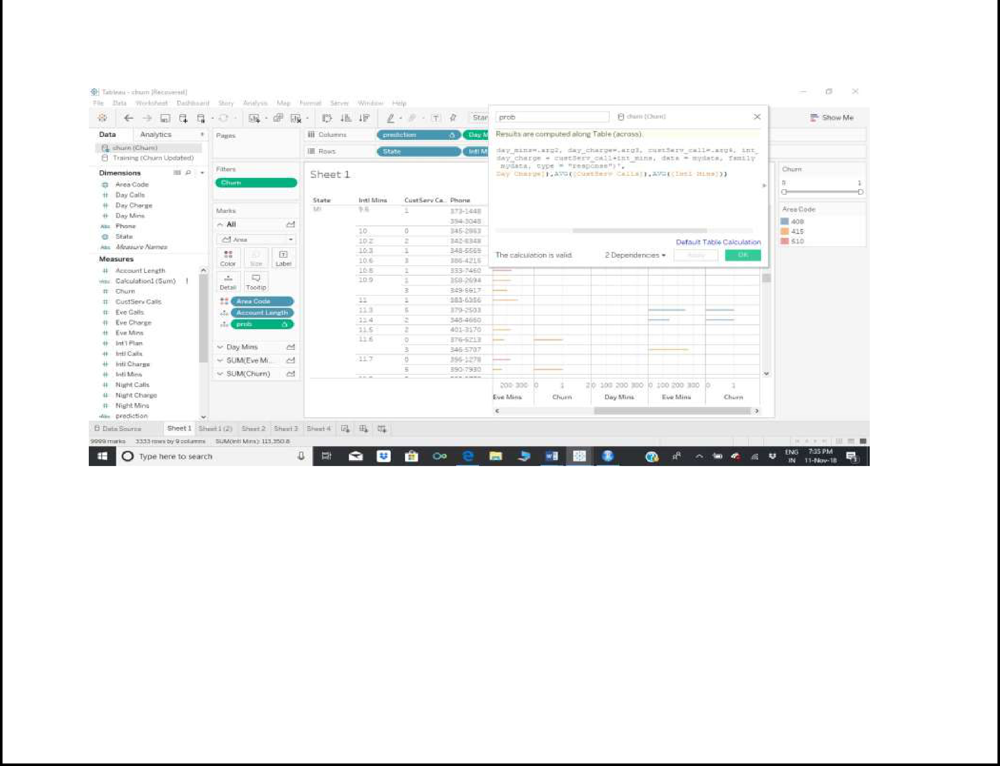 Tableau - churn [Recovered]
File Data Worksheet Dashboard Story Analysis Map Format Server Window Help
Show Me
Data Analytics
churn (Churn)
Training (Churn Updated)
Dimensions
Area Code
Day Calls
Day Charge
Day Mins
Phone
State
Measure Names
Measures
Account Length
Calculation1 (Sum)
Churn
CustServ Calls
Eve Calls
Eve Charge
Eve Mins
Int'l Plan
Intl Calls
Intl Charge
Intl Mins
Night Calls
Night Charge
Night Mins
prediction
Pages
Filters
Churn
Marks
All
Area
Color Size Label
Detail Tooltip
Area Code
Account Length
prob
Day Mins
SUM(Eve Mi...
SUM(Churn)
Columns prediction Day M
Rows State Intl M
Sheet 1
State Intl Mins CustServ Ca.. Phone
MI 9.6 1 373-1448
394-3048
10 0
10.2 2
10.3 1
10.6 3 386-4216
10.8 1 333-7460
10.9 1 358-2694
3
11 1 383-6356
11.3 5 379-2503
11.4 2 348-4660
11.5 2 401-3170
11.6 0 376-5213
3 346-5707
11.7 0 396-1278
5 390-7930
200 300 0 1 2 0 100 200 300 0 100 200 300 0 1
Eve Mins Churn Day Mins Eve Mins Churn
prob churn (Churn)
Results are computed along Table (across).
day_mins=.arg2, day_charge=.arg3, custServ_call=.arg4, int_
day_charge + custServ_call+int_mins, data = mydata, family
mydata, type = "response")',
Day Charge]),AVG([CustServ Calls]),AVG([Intl Mins]))
Default Table Calculation
The calculation is valid. 2 Dependencies Apply OK
Churn
0 1
Area Code
408
415
510
Data Source Sheet 1 Sheet 1 (2) Sheet 2 Sheet 3 Sheet 4
9999 marks 3333 rows by 9 columns SUM(Intl Mins): 113,350.8
Type here to search
ENG 7:35 PM
IN 11-Nov-18